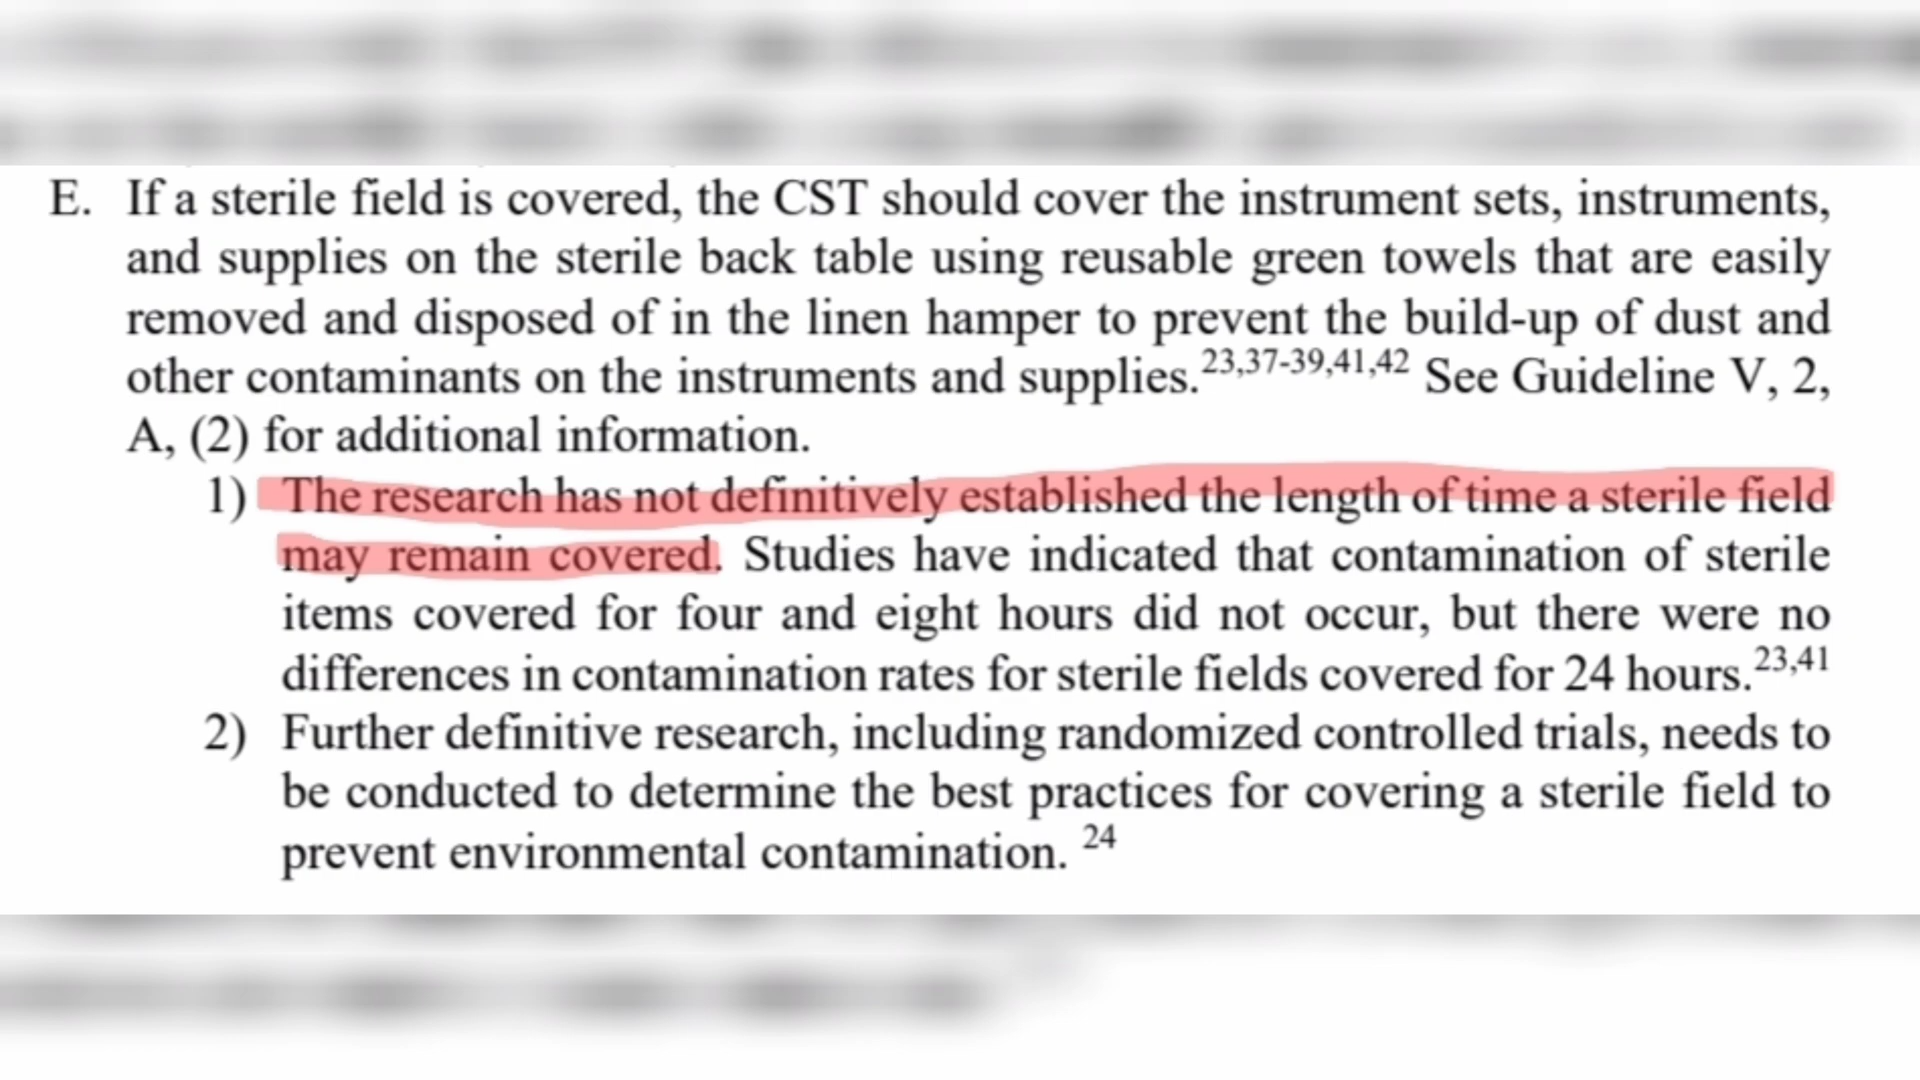 E. If a sterile field is covered, the CST should cover the instrument sets, instruments,
and supplies on the sterile back table using reusable green towels that are easily
removed and disposed of in the linen hamper to prevent the build-up of dust and
other contaminants on the instruments and supplies.23,37-39,41,42 See Guideline V, 2,
A, (2) for additional information.
1) The research has not definitively established the length of time a sterile field
may remain covered. Studies have indicated that contamination of sterile
items covered for four and eight hours did not occur, but there were no
differences in contamination rates for sterile fields covered for 24 hours.23,41
2) Further definitive research, including randomized controlled trials, needs to
be conducted to determine the best practices for covering a sterile field to
prevent environmental contamination. 24